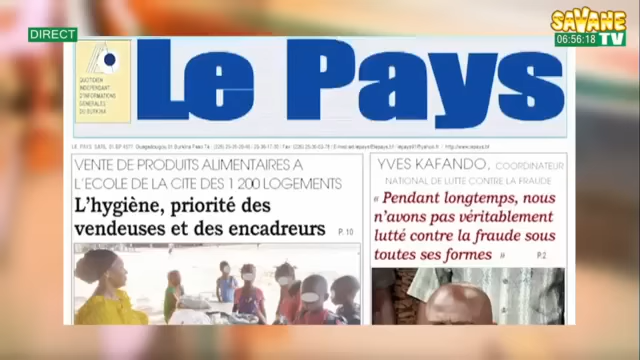 DIRECT
SAVANE TV
06:56:18
Le Pays
QUOTIDIEN
INDEPENDANT
D'INFORMATIONS
GENERALES
DU BURKINA
VENTE DE PRODUITS ALIMENTAIRES A
L'ECOLE DE LA CITE DES 1 200 LOGEMENTS
L'hygiène, priorité des
vendeuses et des encadreurs P. 10
YVES KAFANDO, COORDINATEUR
NATIONAL DE LUTTE CONTRE LA FRAUDE
« Pendant longtemps, nous
n'avons pas véritablement
lutté contre la fraude sous
toutes ses formes » P.2